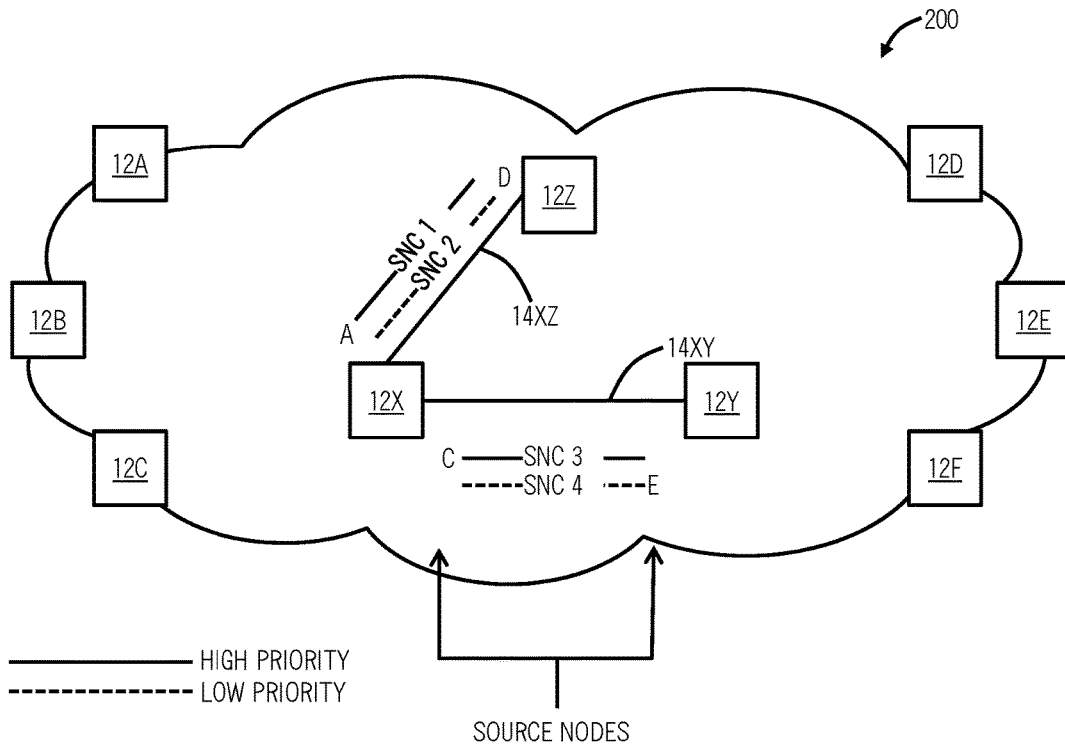 200
12A
12D
D
12Z
SNC 1
SNC 2
14XZ
12B
12E
A
14XY
12X
12Y
12C
C
SNC 3
SNC 4
E
12F
HIGH PRIORITY
LOW PRIORITY
SOURCE NODES